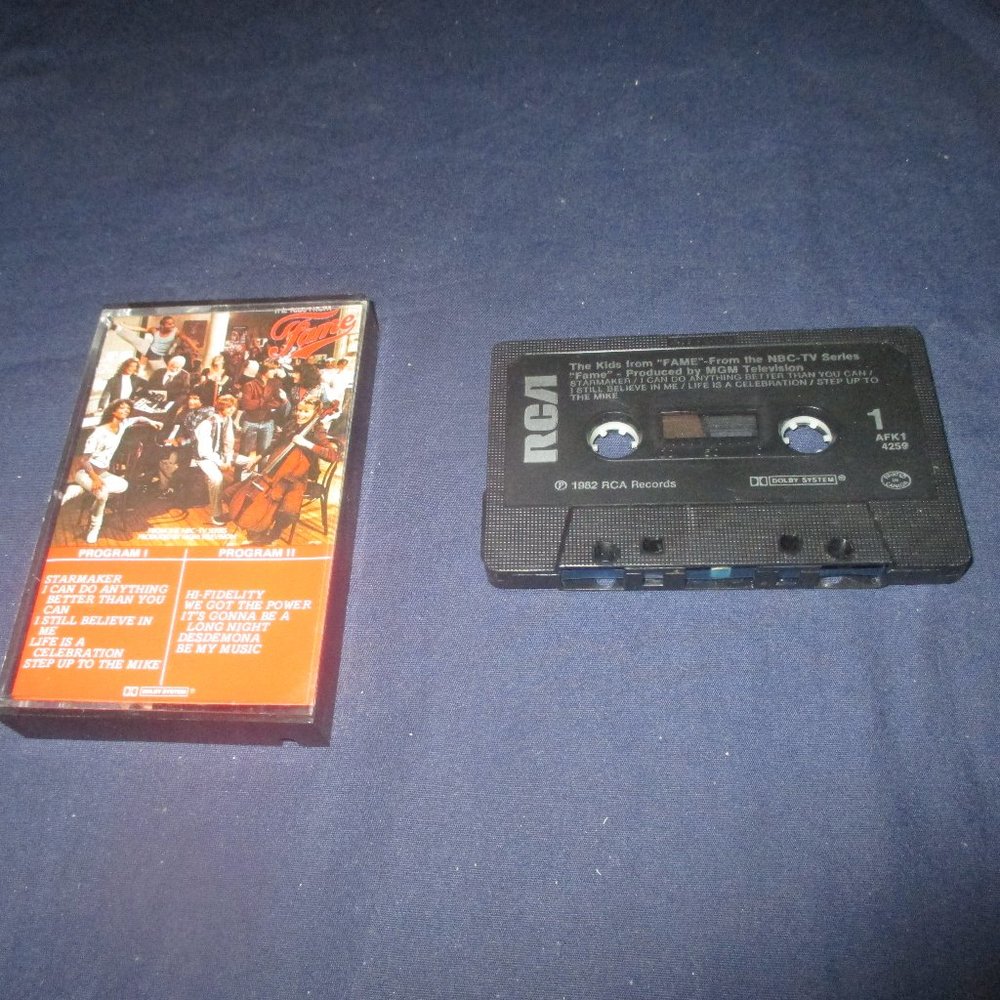 THE KIDS FROM
Fame
PROGRAM I
STARMAKER
I CAN DO ANYTHING
BETTER THAN YOU
CAN
I STILL BELIEVE IN
ME
LIFE IS A
CELEBRATION
STEP UP TO THE MIKE
PROGRAM II
HI-FIDELITY
WE GOT THE POWER
IT'S GONNA BE A
LONG NIGHT
DESDEMONA
BE MY MUSIC
DOLBY SYSTEM®
RCA
The Kids from "FAME"-From the NBC-TV Series
"Fame" - Produced by MGM Television
STARMAKER / I CAN DO ANYTHING BETTER THAN YOU CAN /
I STILL BELIEVE IN ME / LIFE IS A CELEBRATION / STEP UP TO
THE MIKE
1
AFK1
4259
℗ 1982 RCA Records
DOLBY SYSTEM®